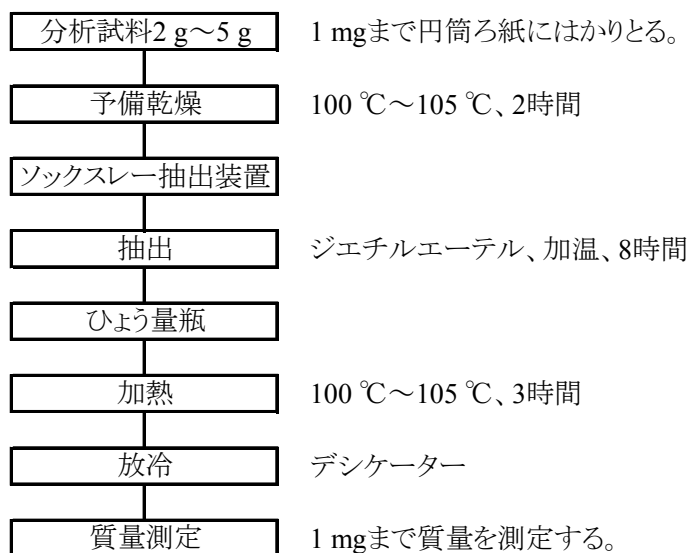 分析試料2 g～5 g 1 mgまで円筒ろ紙にはかりとる。
予備乾燥 100 ℃～105 ℃、2時間
ソックスレー抽出装置
抽出 ジエチルエーテル、加温、8時間
ひょう量瓶
加熱 100 ℃～105 ℃、3時間
放冷 デシケーター
質量測定 1 mgまで質量を測定する。